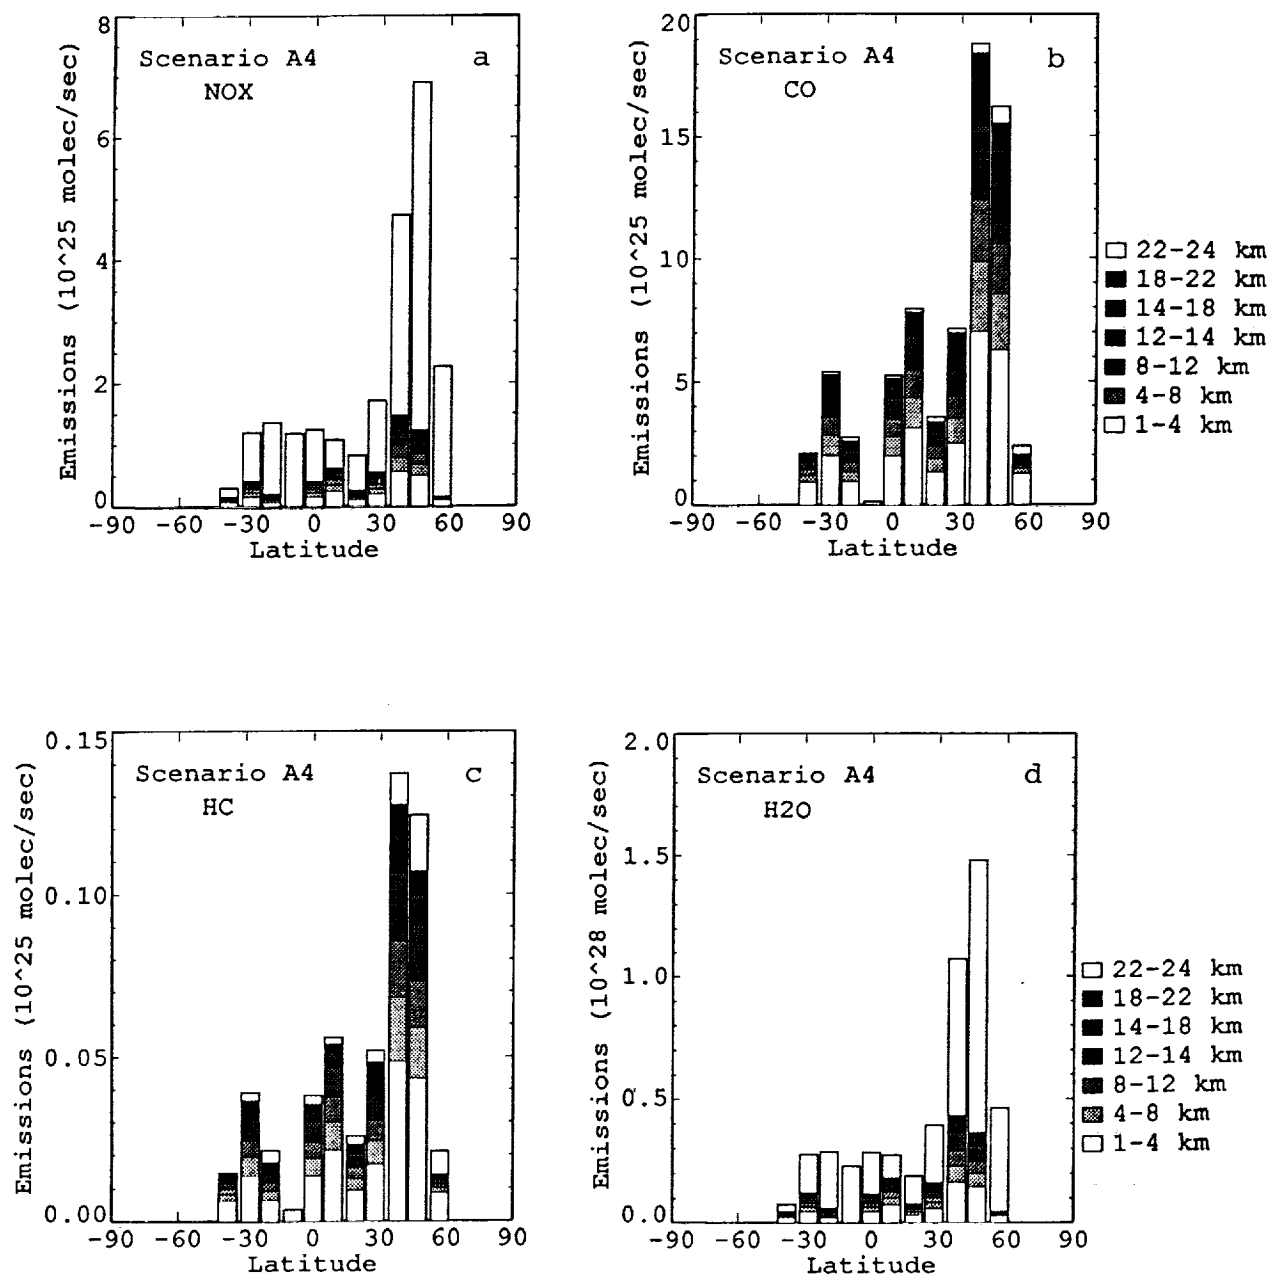 Scenario A4
a
NOX
8
6
4
2
0
Emissions (10^25 molec/sec)
-90 -60 -30 0 30 60 90
Latitude
Scenario A4
b
CO
20
15
10
5
0
Emissions (10^25 molec/sec)
-90 -60 -30 0 30 60 90
Latitude
22-24 km
18-22 km
14-18 km
12-14 km
8-12 km
4-8 km
1-4 km
Scenario A4
c
HC
0.15
0.10
0.05
0.00
Emissions (10^25 molec/sec)
-90 -60 -30 0 30 60 90
Latitude
Scenario A4
d
H2O
2.0
1.5
1.0
0.5
0.0
Emissions (10^28 molec/sec)
-90 -60 -30 0 30 60 90
Latitude
22-24 km
18-22 km
14-18 km
12-14 km
8-12 km
4-8 km
1-4 km